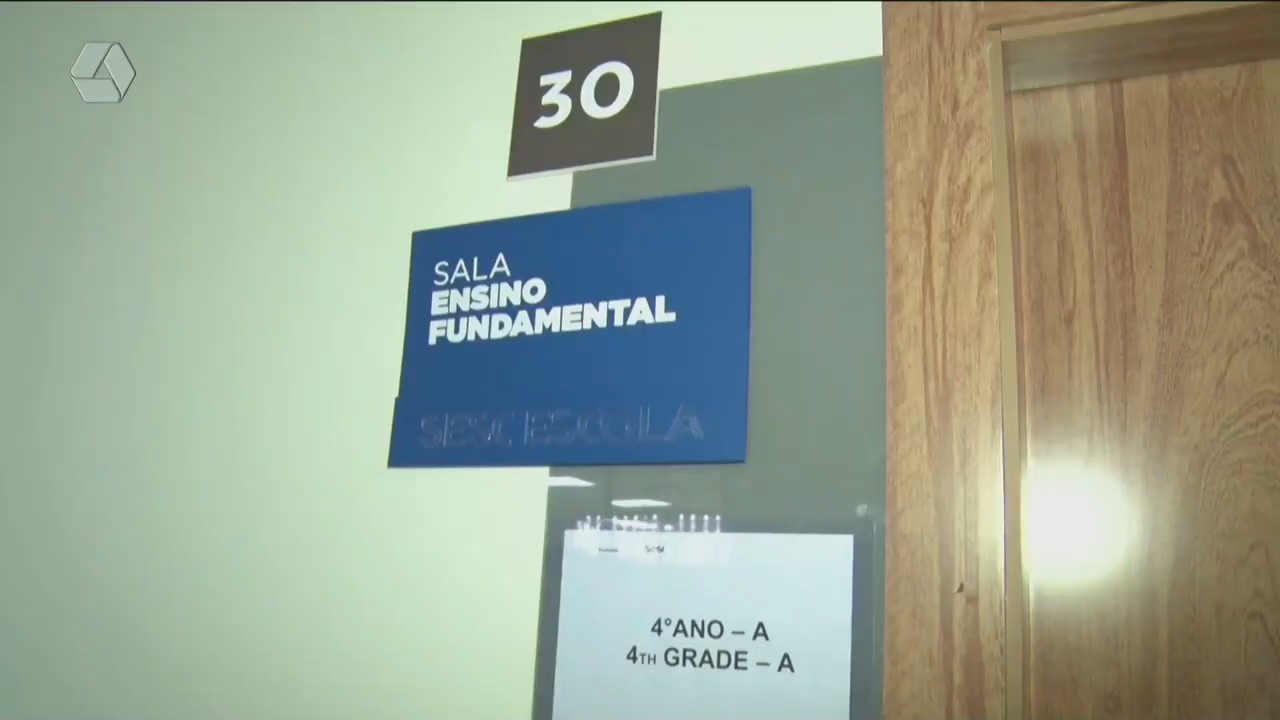 30
SALA
ENSINO
FUNDAMENTAL
SESC ESCOLA
4°ANO – A
4TH GRADE – A